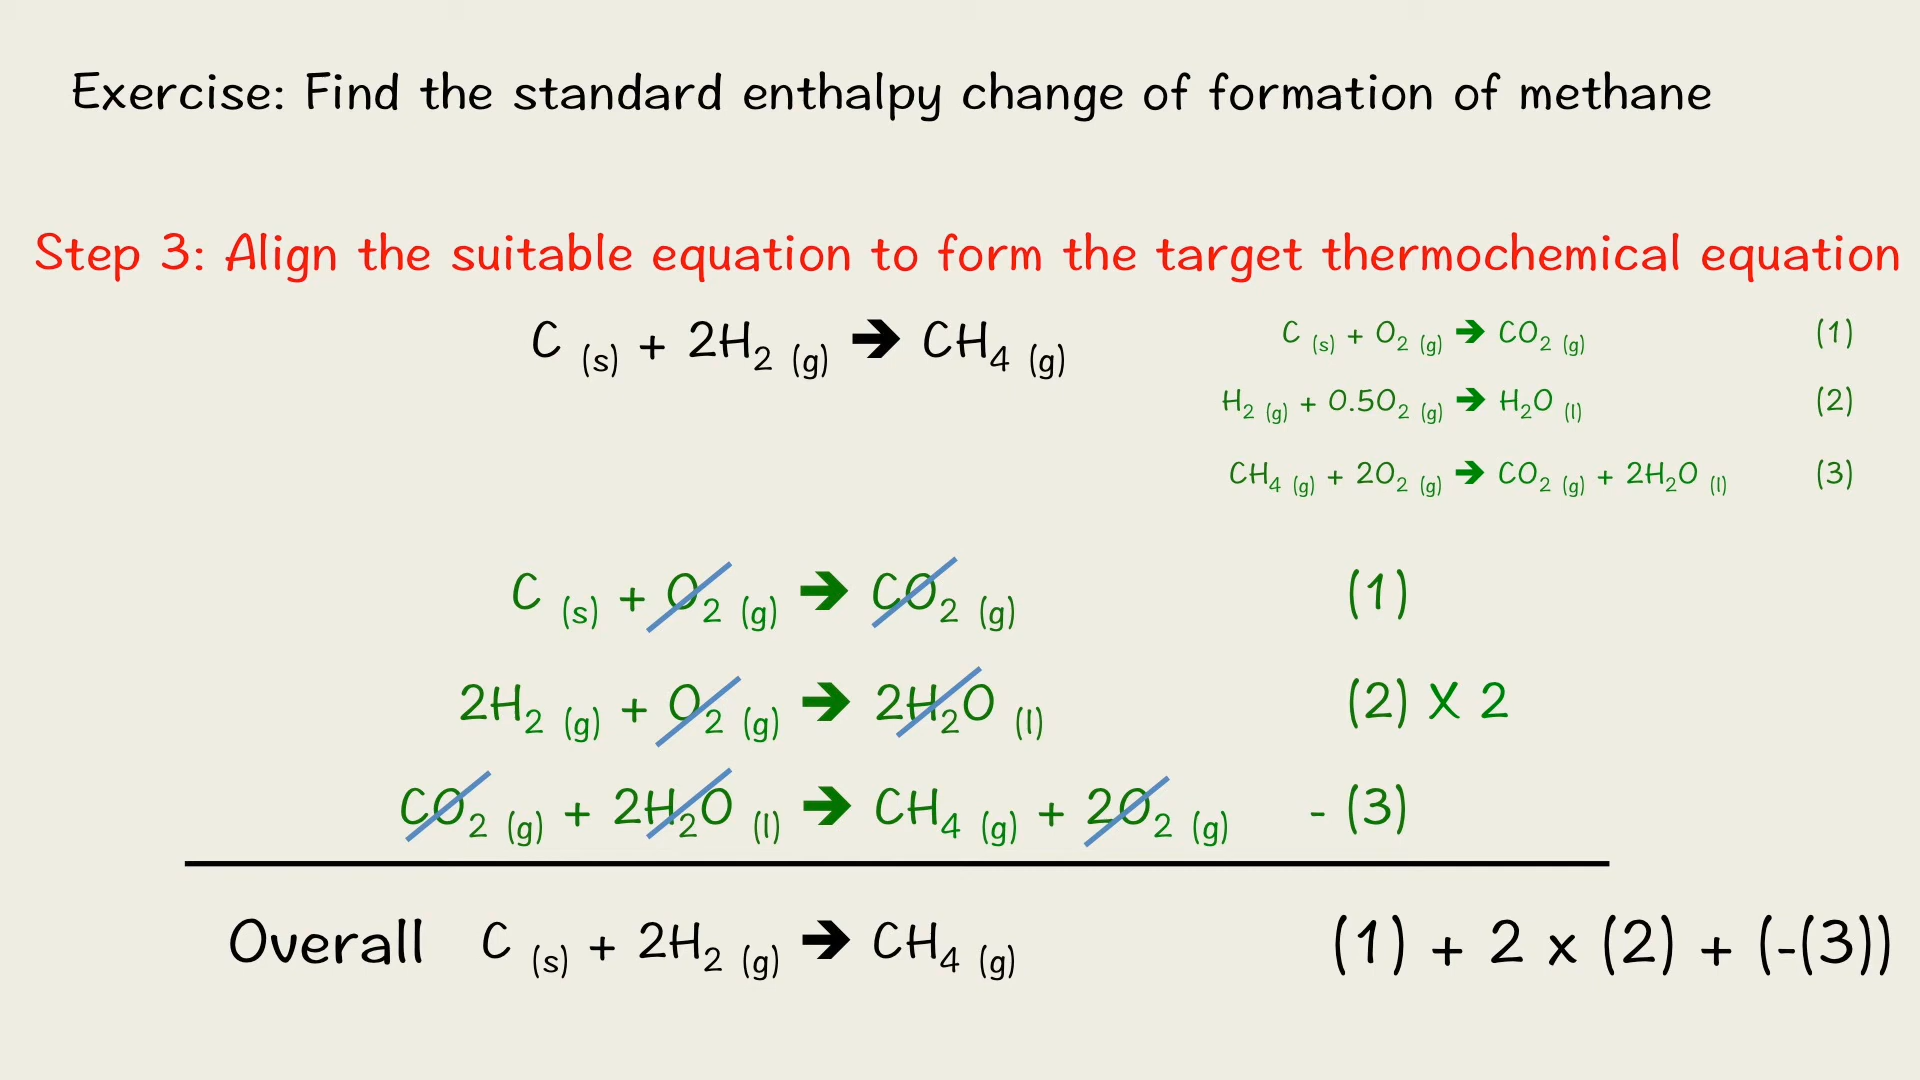 Exercise: Find the standard enthalpy change of formation of methane
Step 3: Align the suitable equation to form the target thermochemical equation
C (s) + 2H₂ (g) 🡺 CH₄ (g)
C (s) + O₂ (g) 🡺 CO₂ (g) (1)
H₂ (g) + 0.5O₂ (g) 🡺 H₂O (l) (2)
CH₄ (g) + 2O₂ (g) 🡺 CO₂ (g) + 2H₂O (l) (3)
C (s) + O₂ (g) 🡺 CO₂ (g) (1)
2H₂ (g) + O₂ (g) 🡺 2H₂O (l) (2) X 2
CO₂ (g) + 2H₂O (l) 🡺 CH₄ (g) + 2O₂ (g) - (3)
Overall C (s) + 2H₂ (g) 🡺 CH₄ (g) (1) + 2 x (2) + (-(3))